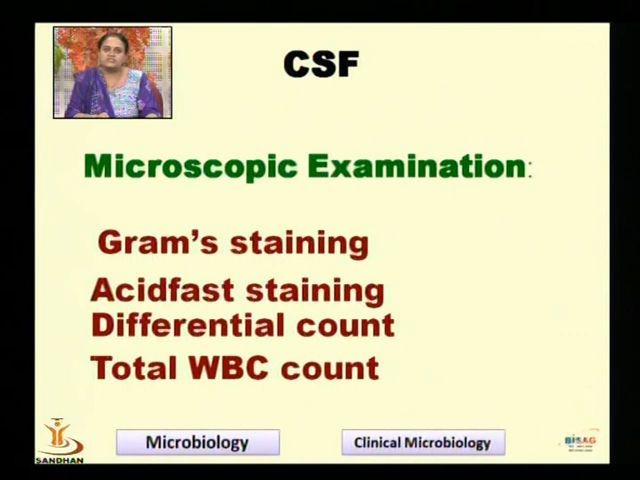 CSF
Microscopic Examination:
Gram's staining
Acidfast staining
Differential count
Total WBC count
SANDHAN
Microbiology
Clinical Microbiology
BISAG